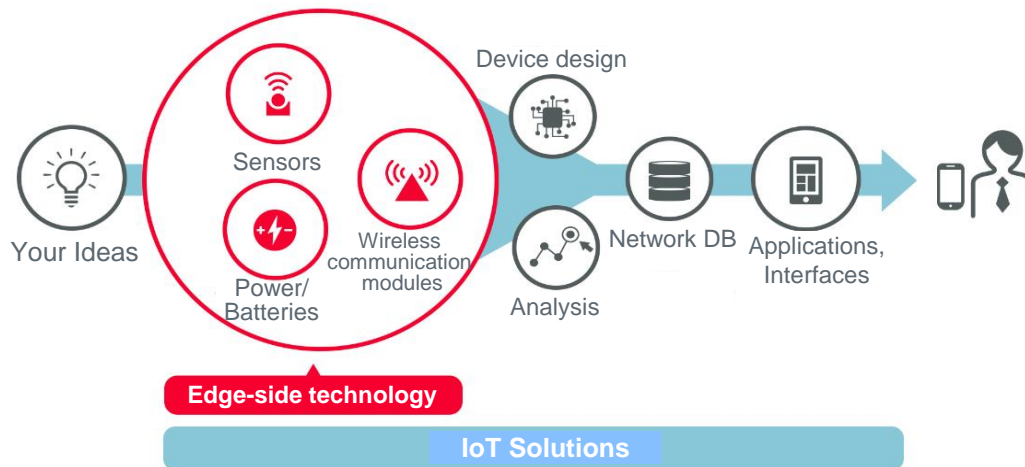 Your Ideas
Sensors
Power/
Batteries
Wireless
communication
modules
Device design
Analysis
Network DB
Applications,
Interfaces
Edge-side technology
IoT Solutions